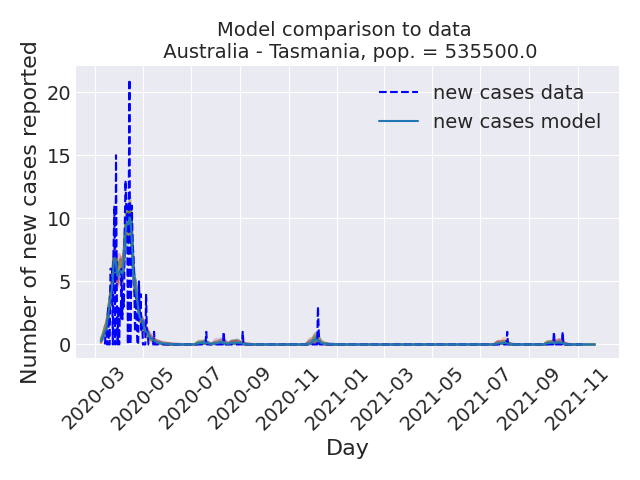 Model comparison to data
Australia - Tasmania, pop. = 535500.0
Number of new cases reported
20
15
10
5
0
new cases data
new cases model
2020-03
2020-05
2020-07
2020-09
2020-11
2021-01
2021-03
2021-05
2021-07
2021-09
2021-11
Day